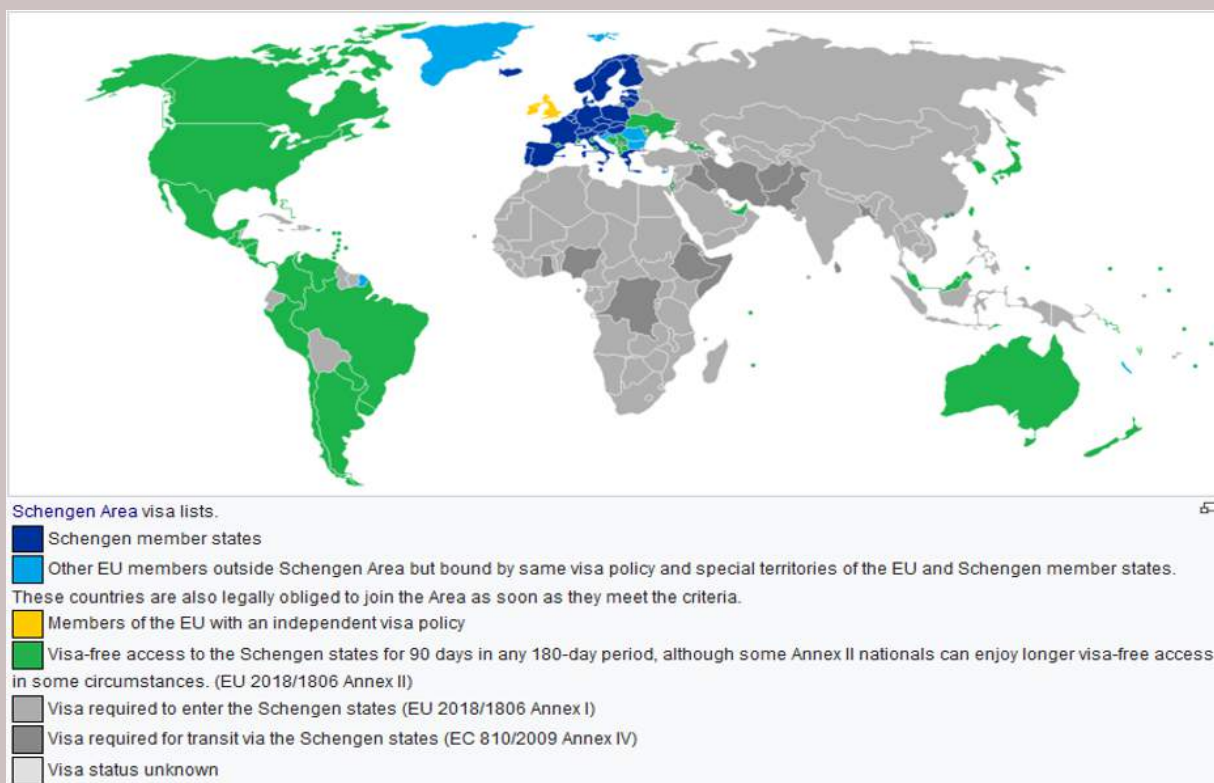 Schengen Area visa lists.
Schengen member states
Other EU members outside Schengen Area but bound by same visa policy and special territories of the EU and Schengen member states.
These countries are also legally obliged to join the Area as soon as they meet the criteria.
Members of the EU with an independent visa policy
Visa-free access to the Schengen states for 90 days in any 180-day period, although some Annex II nationals can enjoy longer visa-free access
in some circumstances. (EU 2018/1806 Annex II)
Visa required to enter the Schengen states (EU 2018/1806 Annex I)
Visa required for transit via the Schengen states (EC 810/2009 Annex IV)
Visa status unknown